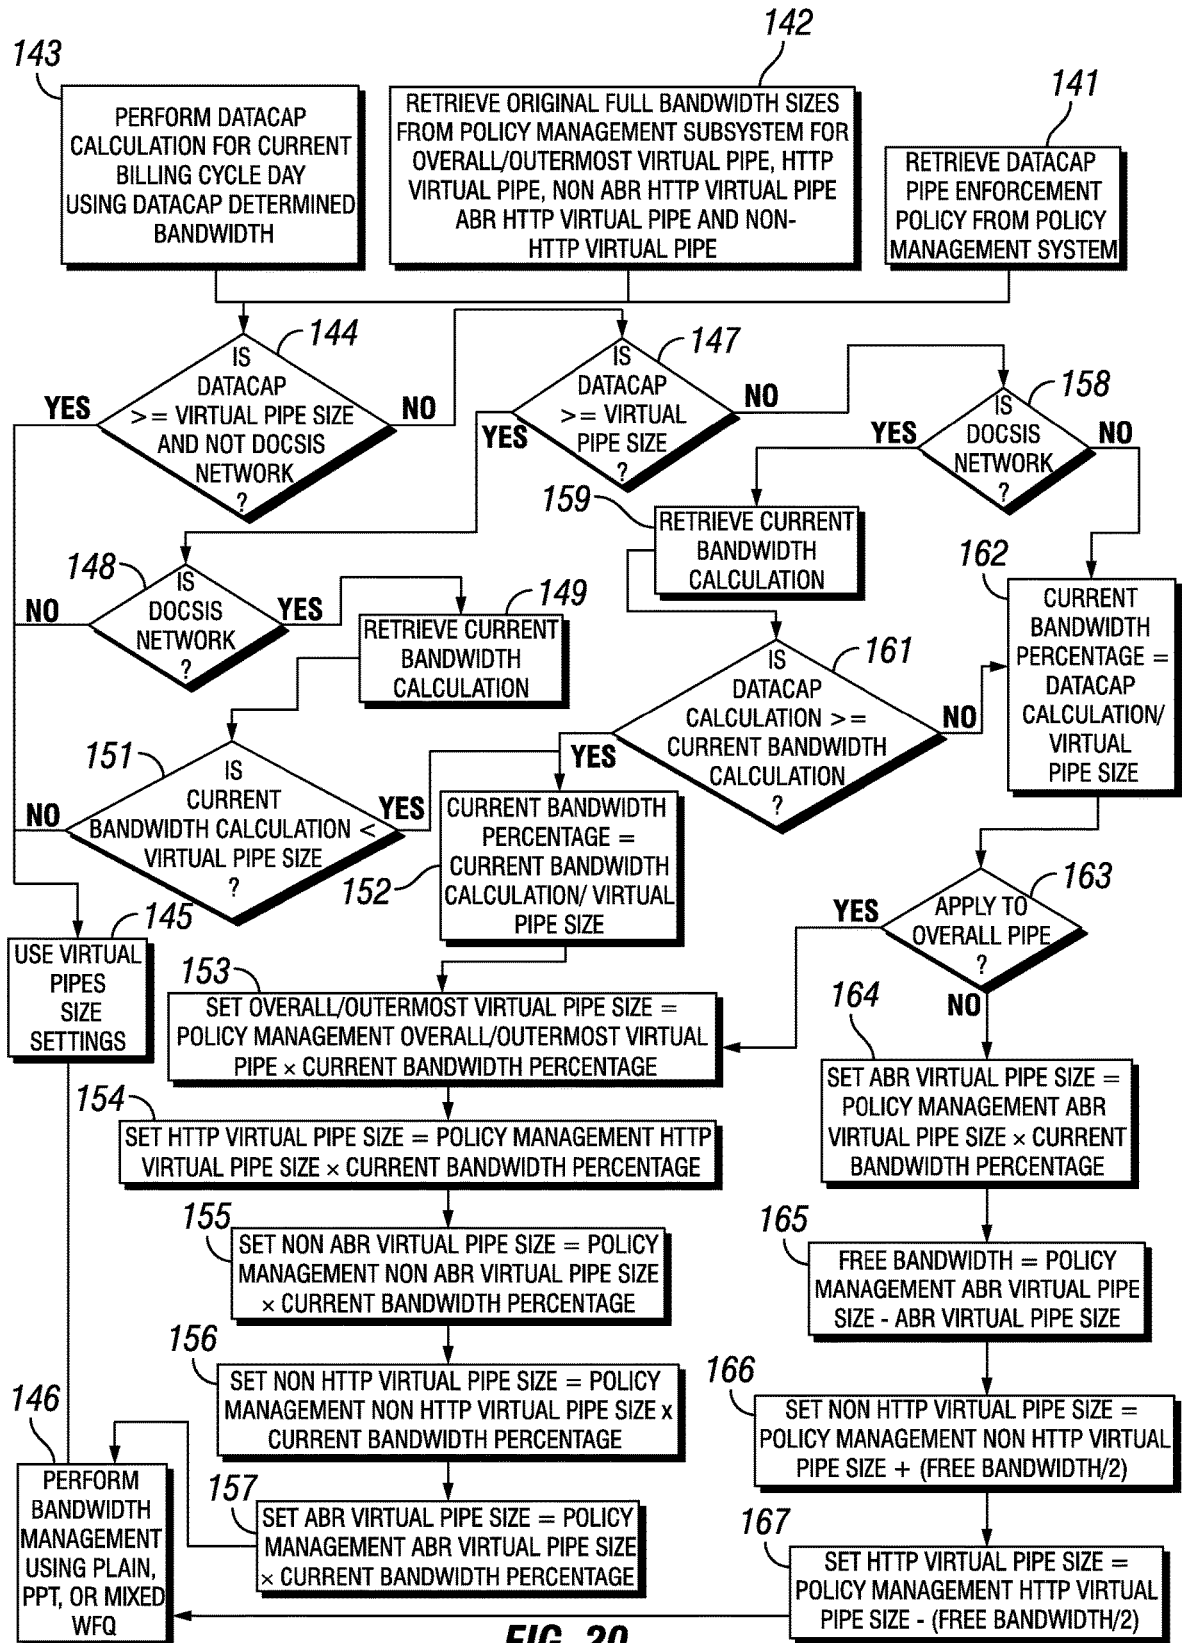 143
PERFORM DATACAP
CALCULATION FOR CURRENT
BILLING CYCLE DAY
USING DATACAP DETERMINED
BANDWIDTH
142
RETRIEVE ORIGINAL FULL BANDWIDTH SIZES
FROM POLICY MANAGEMENT SUBSYSTEM FOR
OVERALL/OUTERMOST VIRTUAL PIPE, HTTP
VIRTUAL PIPE, NON ABR HTTP VIRTUAL PIPE
ABR HTTP VIRTUAL PIPE AND NON-
HTTP VIRTUAL PIPE
141
RETRIEVE DATACAP
PIPE ENFORCEMENT
POLICY FROM POLICY
MANAGEMENT SYSTEM
144
IS
DATACAP
>= VIRTUAL PIPE SIZE
AND NOT DOCSIS
NETWORK
?
YES
NO
147
IS
DATACAP
>= VIRTUAL
PIPE SIZE
?
YES
NO
158
IS
DOCSIS
NETWORK
?
YES
NO
159
RETRIEVE CURRENT
BANDWIDTH
CALCULATION
148
IS
DOCSIS
NETWORK
?
NO
YES
149
RETRIEVE CURRENT
BANDWIDTH
CALCULATION
162
CURRENT
BANDWIDTH
PERCENTAGE =
DATACAP
CALCULATION/
VIRTUAL
PIPE SIZE
161
IS
DATACAP
CALCULATION >=
CURRENT BANDWIDTH
CALCULATION
?
YES
NO
151
IS
CURRENT
BANDWIDTH CALCULATION <
VIRTUAL PIPE SIZE
?
NO
YES
152
CURRENT BANDWIDTH
PERCENTAGE =
CURRENT BANDWIDTH
CALCULATION/ VIRTUAL
PIPE SIZE
163
APPLY TO
OVERALL PIPE
?
YES
NO
145
USE VIRTUAL
PIPES
SIZE
SETTINGS
153
SET OVERALL/OUTERMOST VIRTUAL PIPE SIZE =
POLICY MANAGEMENT OVERALL/OUTERMOST VIRTUAL
PIPE × CURRENT BANDWIDTH PERCENTAGE
164
SET ABR VIRTUAL PIPE SIZE =
POLICY MANAGEMENT ABR
VIRTUAL PIPE SIZE × CURRENT
BANDWIDTH PERCENTAGE
154
SET HTTP VIRTUAL PIPE SIZE = POLICY MANAGEMENT HTTP
VIRTUAL PIPE SIZE × CURRENT BANDWIDTH PERCENTAGE
155
SET NON ABR VIRTUAL PIPE SIZE = POLICY
MANAGEMENT NON ABR VIRTUAL PIPE SIZE
× CURRENT BANDWIDTH PERCENTAGE
165
FREE BANDWIDTH = POLICY
MANAGEMENT ABR VIRTUAL PIPE
SIZE - ABR VIRTUAL PIPE SIZE
156
SET NON HTTP VIRTUAL PIPE SIZE = POLICY
MANAGEMENT NON HTTP VIRTUAL PIPE SIZE x
CURRENT BANDWIDTH PERCENTAGE
166
SET NON HTTP VIRTUAL PIPE SIZE =
POLICY MANAGEMENT NON HTTP VIRTUAL
PIPE SIZE + (FREE BANDWIDTH/2)
146
PERFORM
BANDWIDTH
MANAGEMENT
USING PLAIN,
PPT, OR MIXED
WFQ
157
SET ABR VIRTUAL PIPE SIZE = POLICY
MANAGEMENT ABR VIRTUAL PIPE SIZE
× CURRENT BANDWIDTH PERCENTAGE
167
SET HTTP VIRTUAL PIPE SIZE =
POLICY MANAGEMENT HTTP VIRTUAL
PIPE SIZE - (FREE BANDWIDTH/2)
FIG. 20